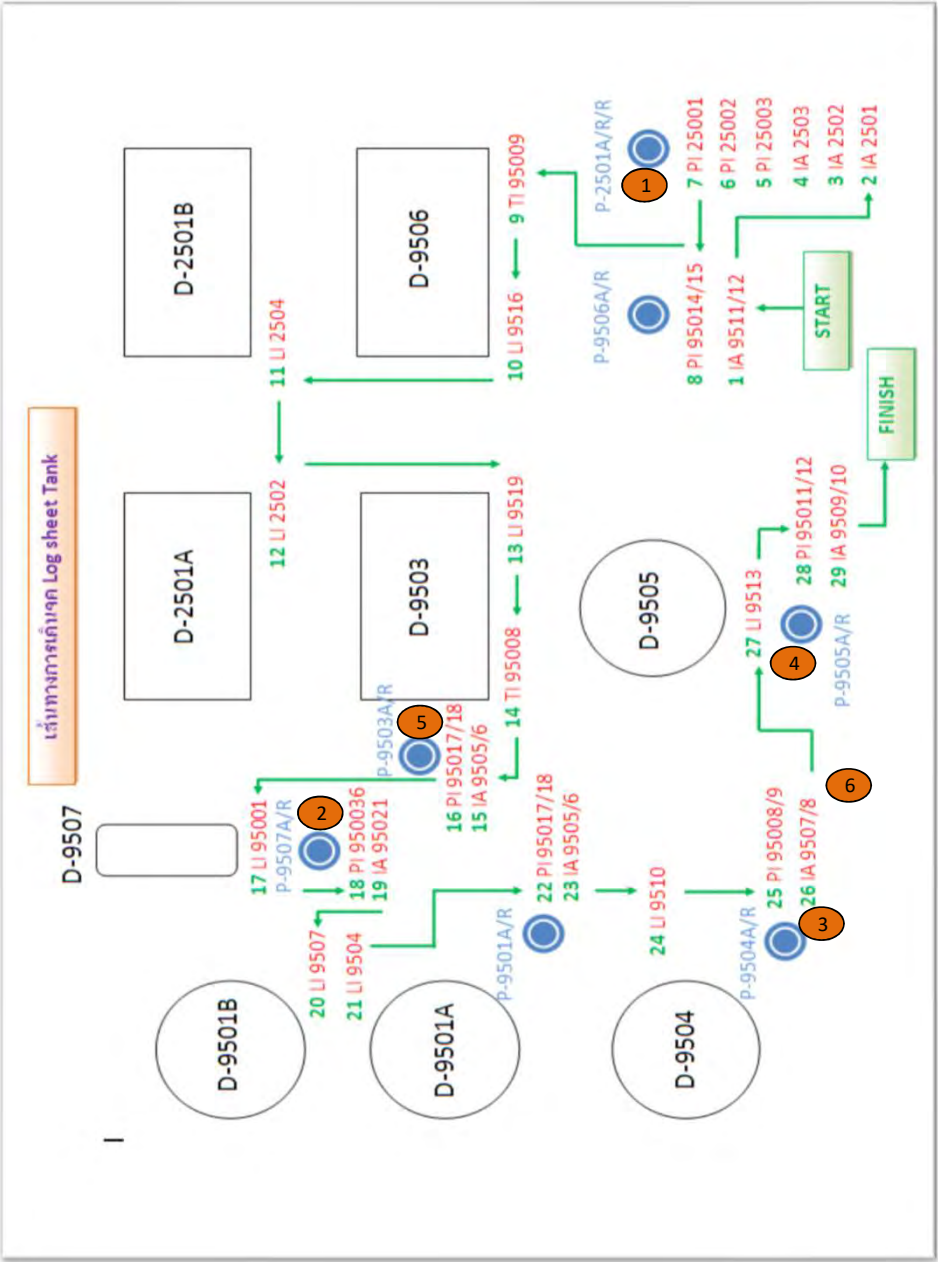 เส้นทางการเดินจด Log sheet Tank
D-9507
D-9501B
D-2501A
D-2501B
17 LI 95001
P-9507A/R
2
18 PI 950036
19 IA 95021
20 LI 9507
21 LI 9504
12 LI 2502
11 LI 2504
D-9501A
P-9503A/R
5
D-9503
D-9506
16 PI 95017/18
15 IA 9505/6
14 TI 95008
13 LI 9519
10 LI 9516
9 TI 95009
P-9501A/R
22 PI 95017/18
23 IA 9505/6
24 LI 9510
D-9505
P-9506A/R
P-2501A/R/R
1
8 PI 95014/15
7 PI 25001
1 IA 9511/12
6 PI 25002
5 PI 25003
4 IA 2503
3 IA 2502
2 IA 2501
START
D-9504
P-9504A/R
3
25 PI 95008/9
26 IA 9507/8
6
27 LI 9513
4
P-9505A/R
28 PI 95011/12
29 IA 9509/10
FINISH